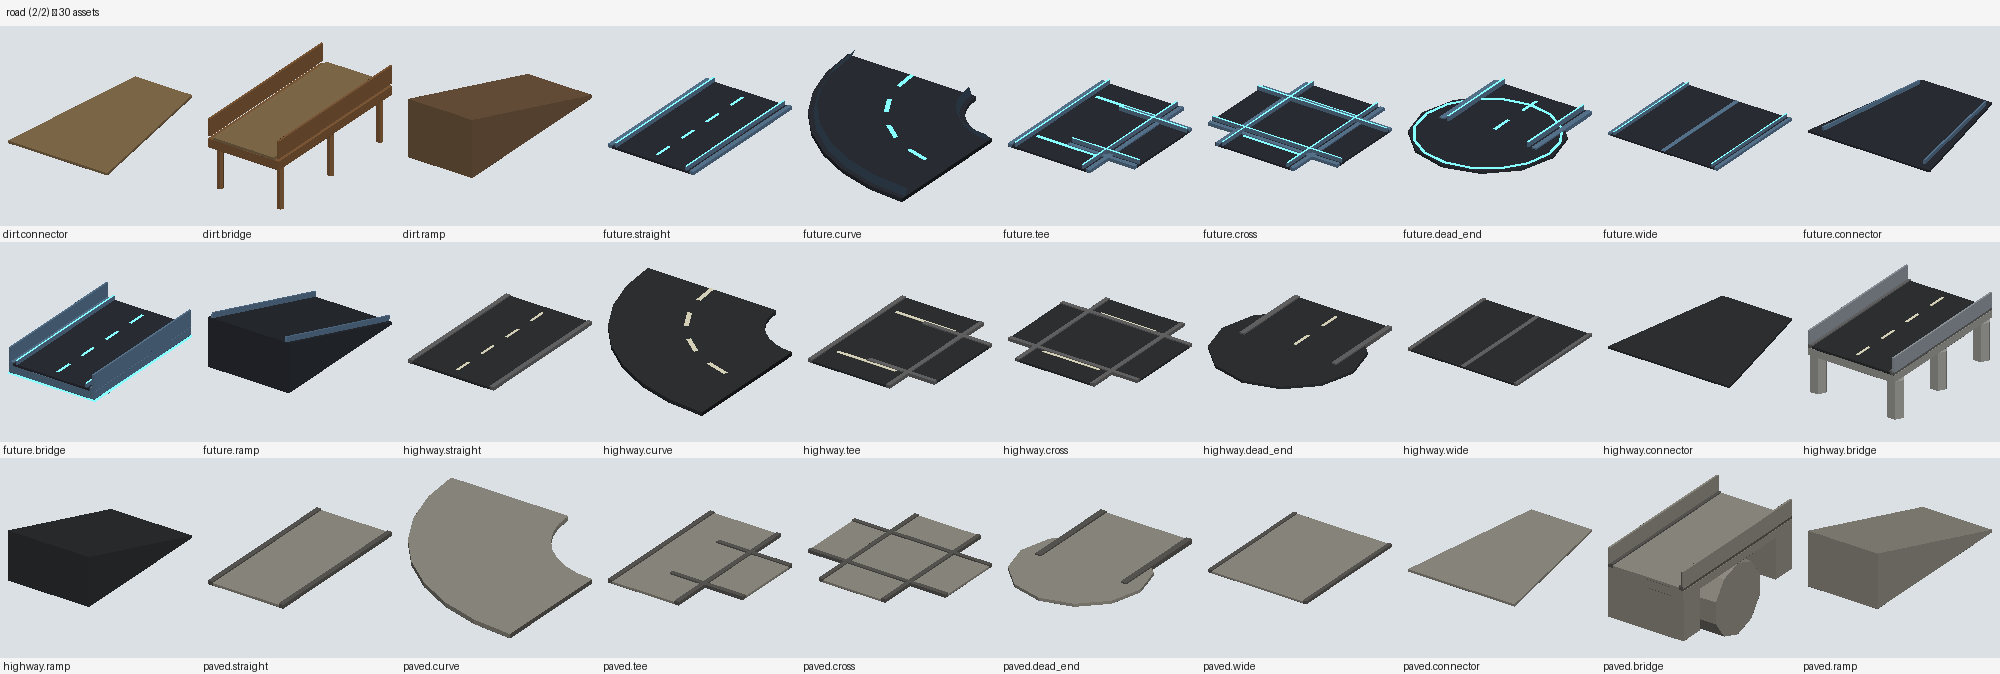 road (2/2) 30 assets
dirt.connector
dirt.bridge
dirt.ramp
future.straight
future.curve
future.tee
future.cross
future.dead_end
future.wide
future.connector
future.bridge
future.ramp
highway.straight
highway.curve
highway.tee
highway.cross
highway.dead_end
highway.wide
highway.connector
highway.bridge
highway.ramp
paved.straight
paved.curve
paved.tee
paved.cross
paved.dead_end
paved.wide
paved.connector
paved.bridge
paved.ramp